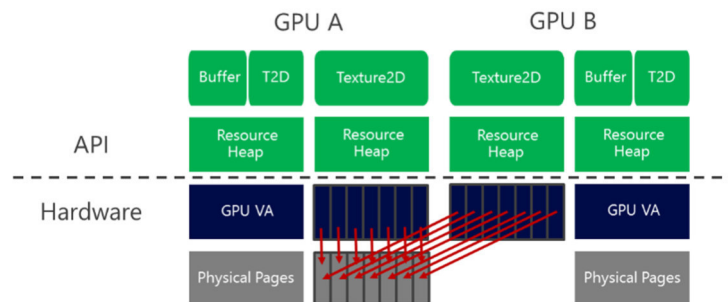 GPU A GPU B
Buffer T2D Texture2D Texture2D Buffer T2D
API
Resource Heap Resource Heap Resource Heap Resource Heap
Hardware
GPU VA GPU VA
Physical Pages Physical Pages